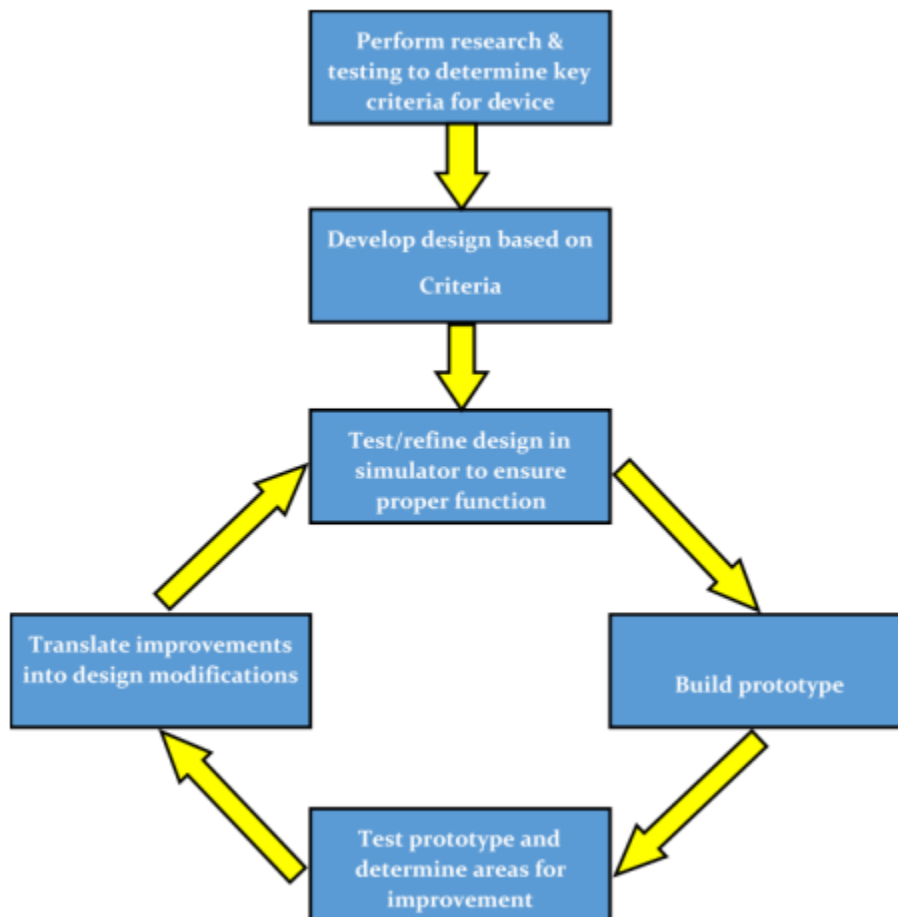 Perform research &
testing to determine key
criteria for device
Develop design based on
Criteria
Test/refine design in
simulator to ensure
proper function
Translate improvements
into design modifications
Build prototype
Test prototype and
determine areas for
improvement